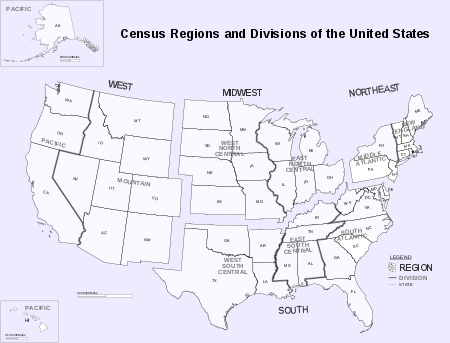 PACIFIC
AK
Census Regions and Divisions of the United States
WEST
MIDWEST
NORTHEAST
WA
MT
ND
MN
ME
OR
ID
SD
WI
MI
NY
NEW
ENGLAND
PACIFIC
WY
WEST
NORTH
CENTRAL
EAST
NORTH
CENTRAL
MIDDLE
ATLANTIC
PA
NE
IA
NV
UT
MOUNTAIN
CO
IL
IN
OH
CA
KS
MO
WV
VA
DC
DE
KY
AZ
NM
OK
AR
TN
NC
SOUTH
ATLANTIC
SC
EAST
SOUTH
CENTRAL
WEST
SOUTH
CENTRAL
MS
AL
GA
TX
LA
FL
LEGEND
REGION
DIVISION
STATE
PACIFIC
HI
SOUTH